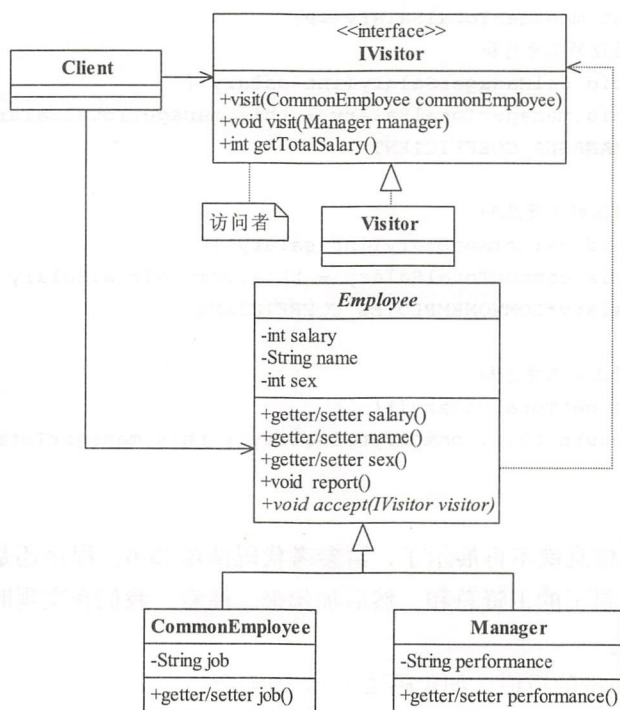 <<interface>>
IVisitor
Client
+visit(CommonEmployee commonEmployee)
+void visit(Manager manager)
+int getTotalSalary()
访问者
Visitor
Employee
-int salary
-String name
-int sex
+getter/setter salary()
+getter/setter name()
+getter/setter sex()
+void report()
+void accept(IVisitor visitor)
CommonEmployee
-String job
+getter/setter job()
Manager
-String performance
+getter/setter performance()